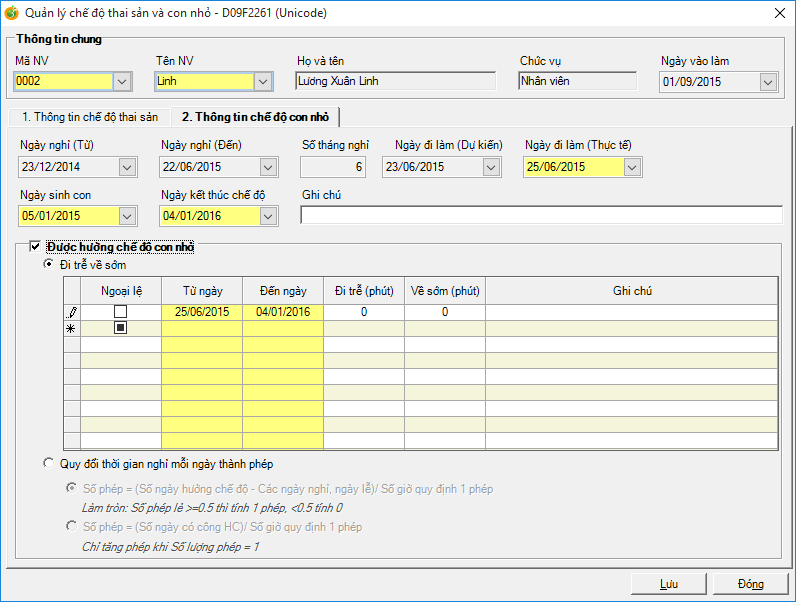 Quản lý chế độ thai sản và con nhỏ - D09F2261 (Unicode)
Thông tin chung
Mã NV Tên NV Họ và tên Chức vụ Ngày vào làm
0002 Linh Lương Xuân Linh Nhân viên 01/09/2015
1. Thông tin chế độ thai sản 2. Thông tin chế độ con nhỏ
Ngày nghỉ (Từ) Ngày nghỉ (Đến) Số tháng nghỉ Ngày đi làm (Dự kiến) Ngày đi làm (Thực tế)
23/12/2014 22/06/2015 6 23/06/2015 25/06/2015
Ngày sinh con Ngày kết thúc chế độ Ghi chú
05/01/2015 04/01/2016
Được hưởng chế độ con nhỏ
Đi trễ về sớm
Ngoại lệ Từ ngày Đến ngày Đi trễ (phút) Về sớm (phút) Ghi chú
25/06/2015 04/01/2016 0 0
Quy đổi thời gian nghỉ mỗi ngày thành phép
Số phép = (Số ngày hưởng chế độ - Các ngày nghỉ, ngày lễ)/ Số giờ quy định 1 phép
Làm tròn: Số phép lẻ >=0.5 thì tính 1 phép, <0.5 tính 0
Số phép = (Số ngày có công HC)/ Số giờ quy định 1 phép
Chỉ tăng phép khi Số lượng phép = 1
Lưu Đóng